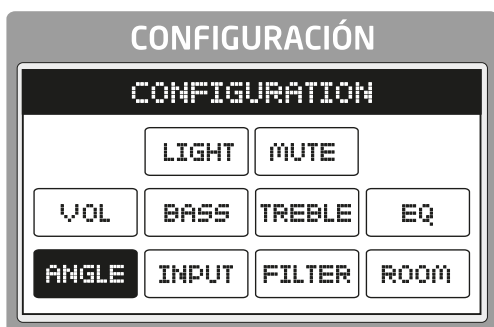 CONFIGURACIÓN
CONFIGURATION
LIGHT MUTE
VOL BASS TREBLE EQ
ANGLE INPUT FILTER ROOM